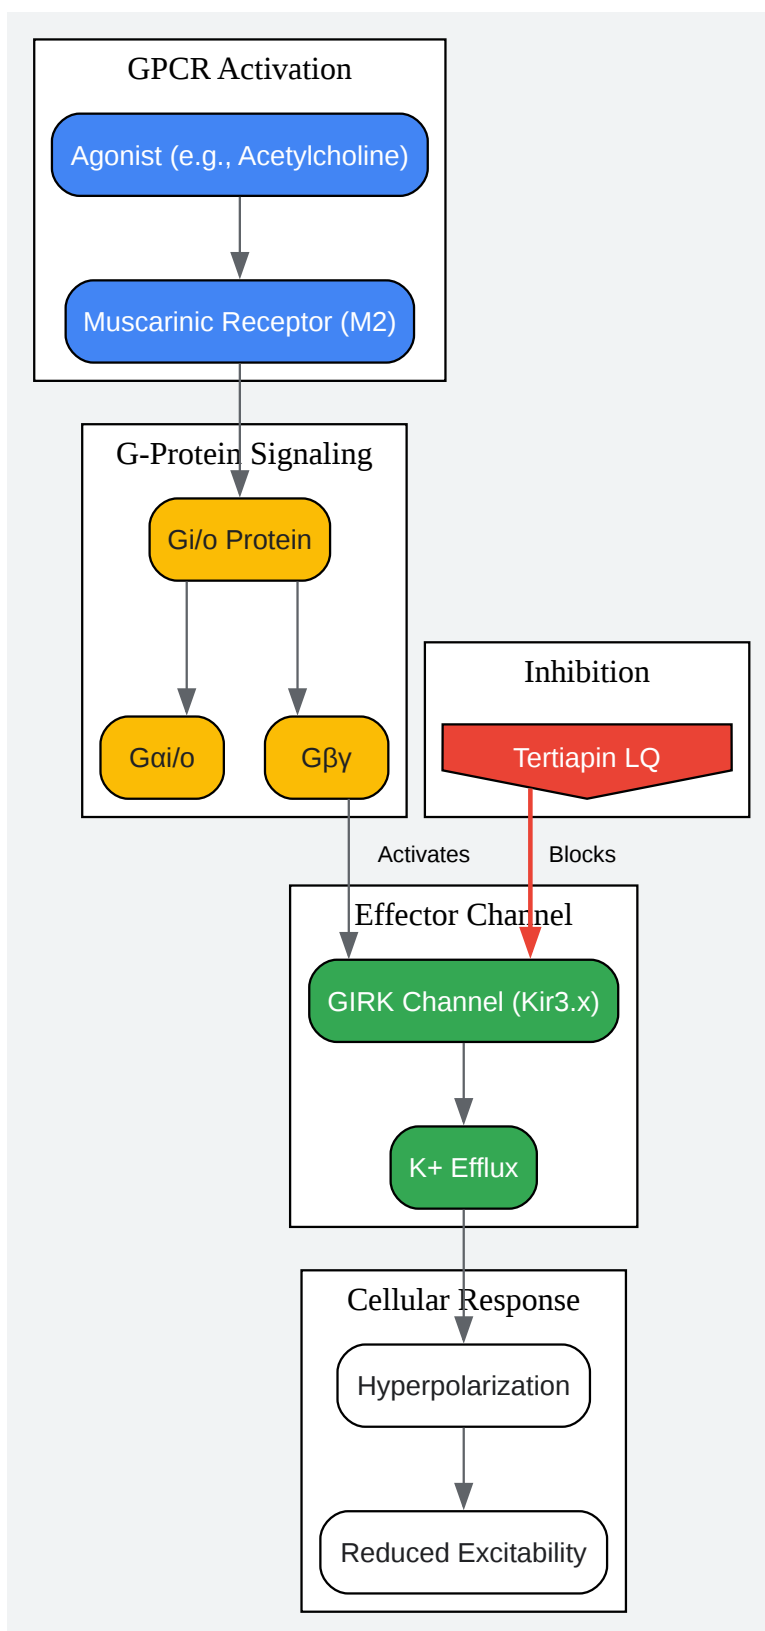 GPCR Activation
Agonist (e.g., Acetylcholine)
Muscarinic Receptor (M2)
G-Protein Signaling
Gi/o Protein
Gαi/o
Gβγ
Inhibition
Tertiapin LQ
Activates
Blocks
Effector Channel
GIRK Channel (Kir3.x)
K+ Efflux
Cellular Response
Hyperpolarization
Reduced Excitability